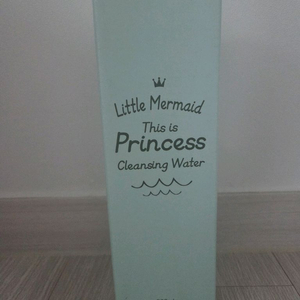 Little Mermaid
This is
Princess
Cleansing Water